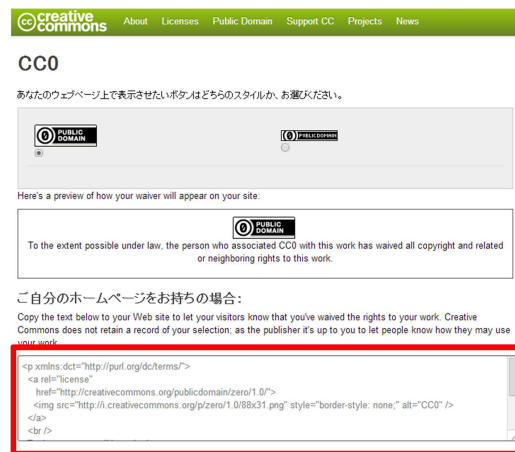 creative commons About Licenses Public Domain Support CC Projects News
CC0
あなたのウェブページ上で表示させたいボタンはどちらのスタイルか、お選びください。
PUBLIC DOMAIN PUBLIC DOMAIN
Here's a preview of how your waiver will appear on your site:
PUBLIC DOMAIN
To the extent possible under law, the person who associated CC0 with this work has waived all copyright and related
or neighboring rights to this work.
ご自分のホームページをお持ちの場合:
Copy the text below to your Web site to let your visitors know that you've waived the rights to your work. Creative
Commons does not retain a record of your selection; as the publisher it's up to you to let people know how they may use
your work.
<p xmlns:dct="http://purl.org/dc/terms/">
<a rel="license"
href="http://creativecommons.org/publicdomain/zero/1.0/">
<img src="http://i.creativecommons.org/p/zero/1.0/88x31.png" style="border-style: none;" alt="CC0" />
</a>
<br />